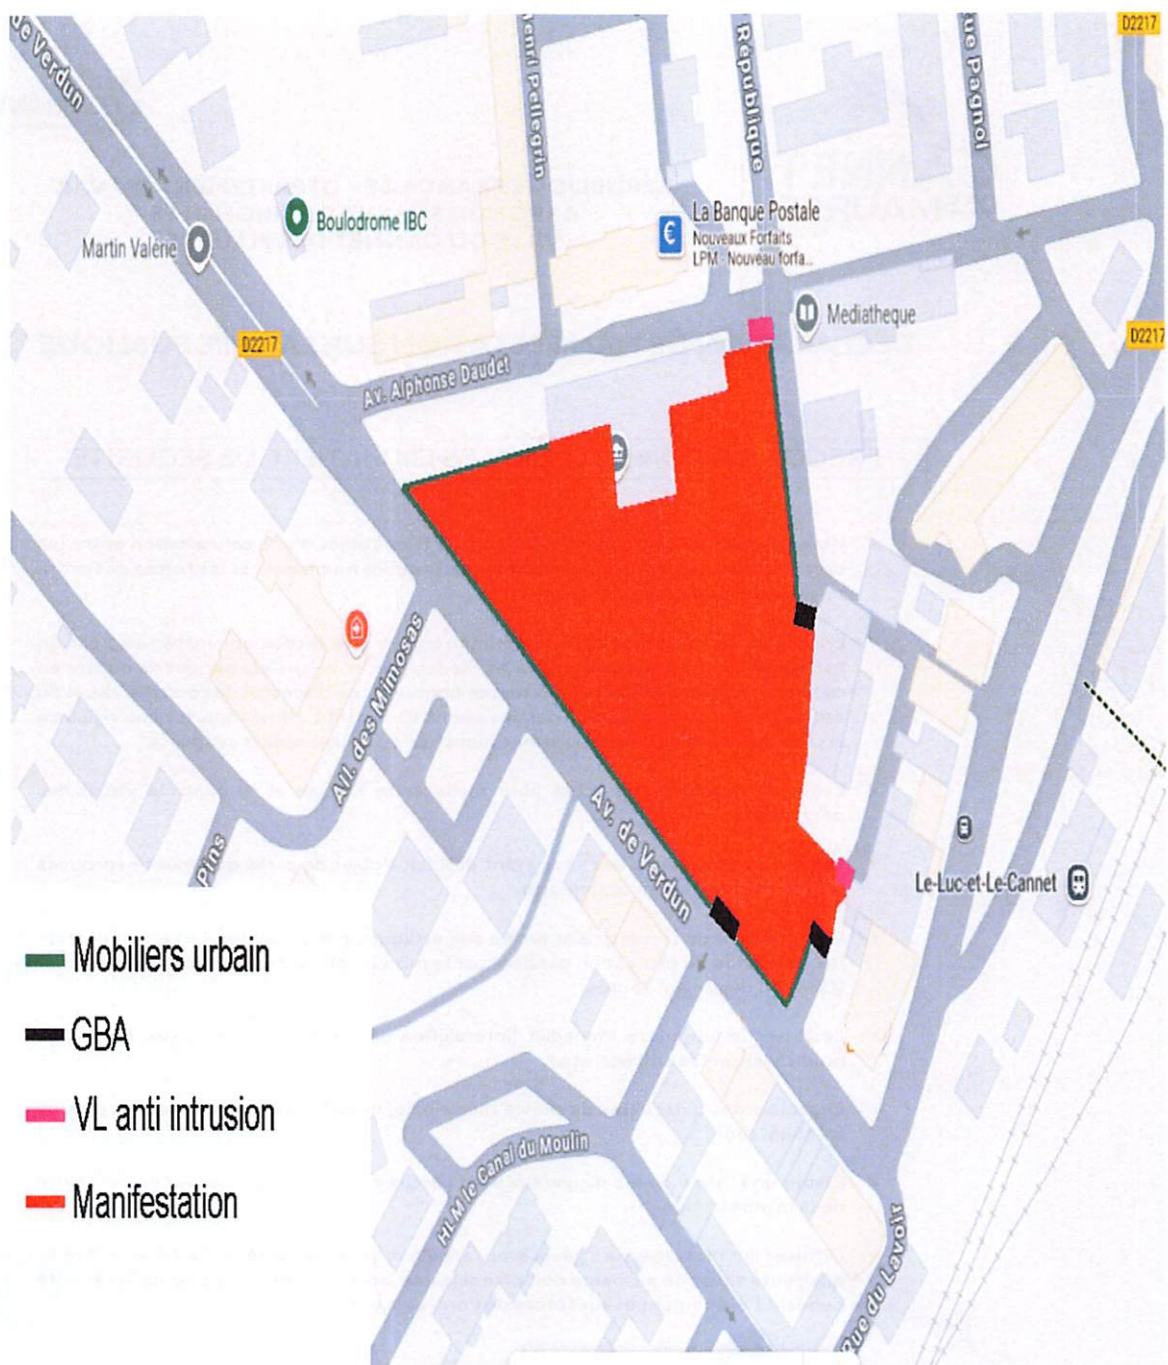 de Verdun
Henri Pellegrin
République
ue Pagnol
D2217
Boulodrome IBC
Martin Valérie
La Banque Postale
Nouveaux Forfaits
LPM - Nouveau forfa...
Mediatheque
D2217
D2217
Av. Alphonse Daudet
All. des Mimosas
Pins
Av. de Verdun
Le-Luc-et-Le-Cannet
Mobiliers urbain
GBA
VL anti intrusion
Manifestation
HLM le Canal du Moulin
Rue du Lavoir